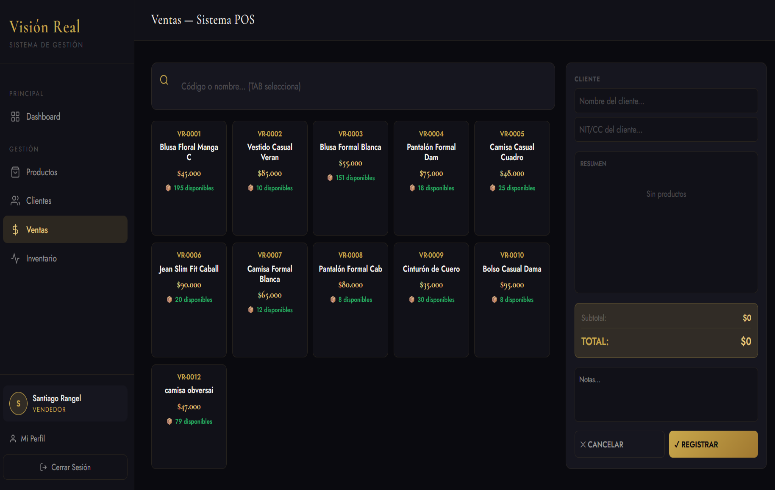 Visión Real
SISTEMA DE GESTIÓN
PRINCIPAL
Dashboard
GESTIÓN
Productos
Clientes
Ventas
Inventario
S
Santiago Rangel
VENDEDOR
Mi Perfil
Cerrar Sesión
Ventas — Sistema POS
Código o nombre... (TAB selecciona)
VR-0001
Blusa Floral Manga
C
$45.000
195 disponibles
VR-0002
Vestido Casual
Veran
$85.000
10 disponibles
VR-0003
Blusa Formal Blanca
$55.000
151 disponibles
VR-0004
Pantalón Formal
Dam
$75.000
18 disponibles
VR-0005
Camisa Casual
Cuadro
$48.000
25 disponibles
VR-0006
Jean Slim Fit Caball
$90.000
20 disponibles
VR-0007
Camisa Formal
Blanca
$65.000
12 disponibles
VR-0008
Pantalón Formal Cab
$80.000
8 disponibles
VR-0009
Cinturón de Cuero
$35.000
30 disponibles
VR-0010
Bolso Casual Dama
$95.000
8 disponibles
VR-0012
camisa obversai
$47.000
79 disponibles
CLIENTE
Nombre del cliente...
NIT/CC del cliente...
RESUMEN
Sin productos
Subtotal: $0
TOTAL: $0
Notas...
✕ CANCELAR
✓ REGISTRAR